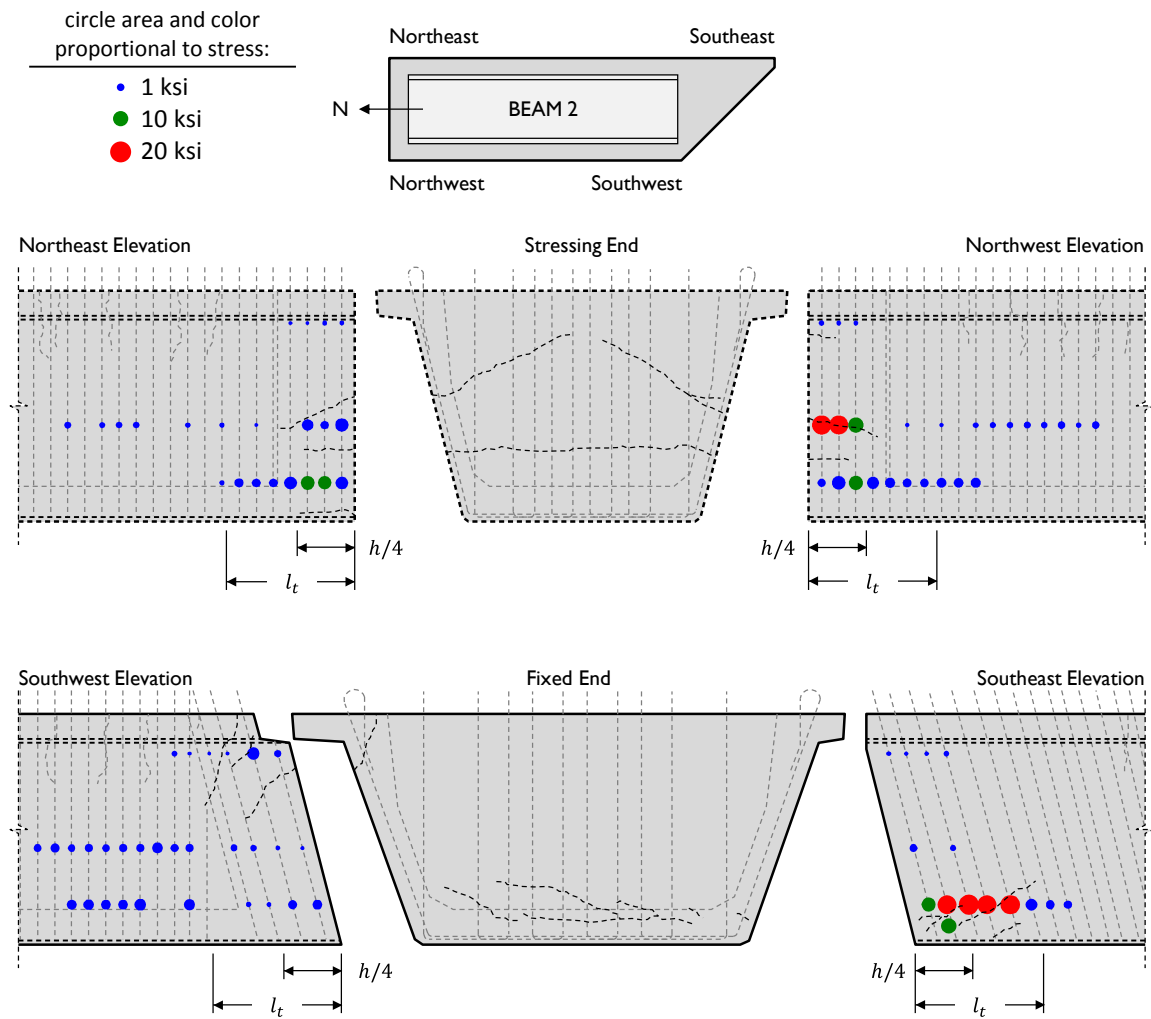 circle area and color
proportional to stress:
1 ksi
10 ksi
20 ksi
Northeast
Southeast
N
BEAM 2
Northwest
Southwest
Northeast Elevation
Stressing End
Northwest Elevation
h/4
l_t
h/4
l_t
Southwest Elevation
Fixed End
Southeast Elevation
h/4
l_t
h/4
l_t